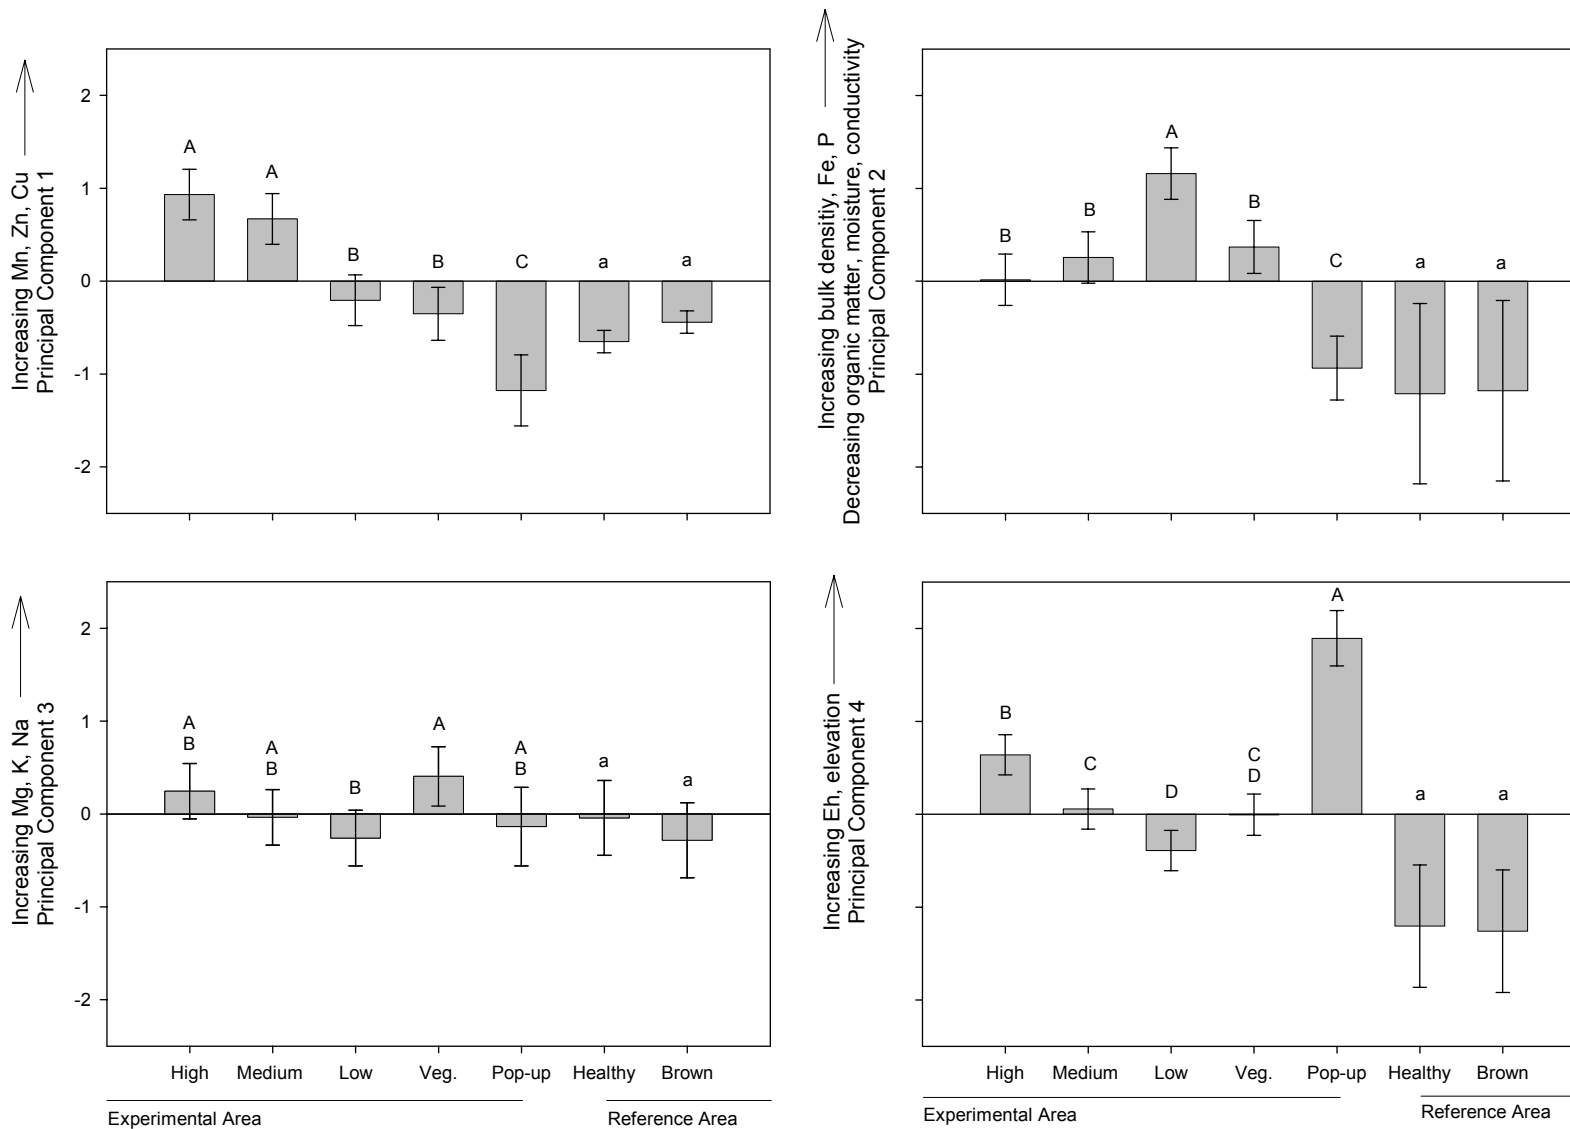 Increasing Mn, Zn, Cu
Principal Component 1
2
1
0
-1
-2
A
A
B
B
C
a
a
Increasing bulk densitiy, Fe, P
Decreasing organic matter, moisture, conductivity
Principal Component 2
B
B
A
B
C
a
a
Increasing Mg, K, Na
Principal Component 3
2
1
0
-1
-2
A
B
A
B
B
A
A
B
a
a
High Medium Low Veg. Pop-up Healthy Brown
Experimental Area Reference Area
Increasing Eh, elevation
Principal Component 4
B
C
D
C
D
A
a
a
High Medium Low Veg. Pop-up Healthy Brown
Experimental Area Reference Area